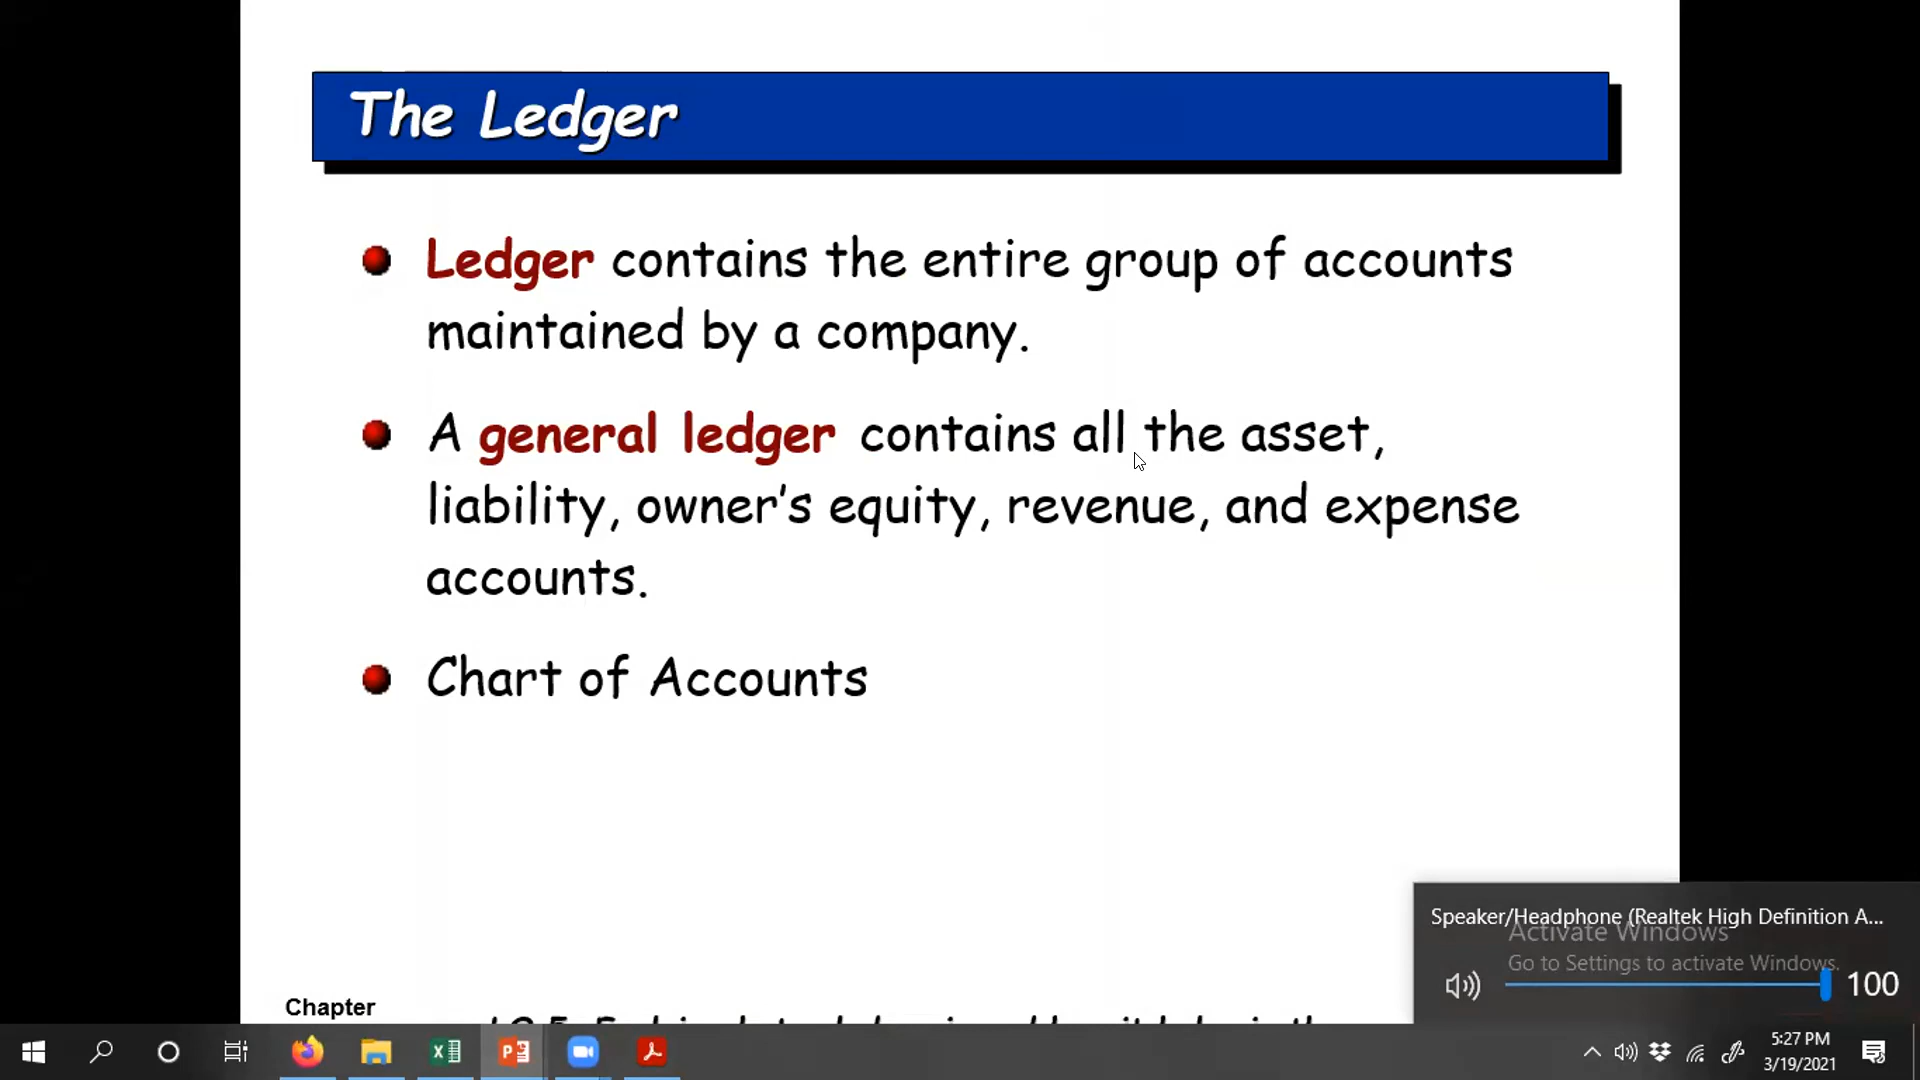 The Ledger
Ledger contains the entire group of accounts
maintained by a company.
A general ledger contains all the asset,
liability, owner's equity, revenue, and expense
accounts.
Chart of Accounts
Speaker/Headphone (Realtek High Definition A...
Activate Windows
Go to Settings to activate Windows.
100
Chapter
5:27 PM
3/19/2021